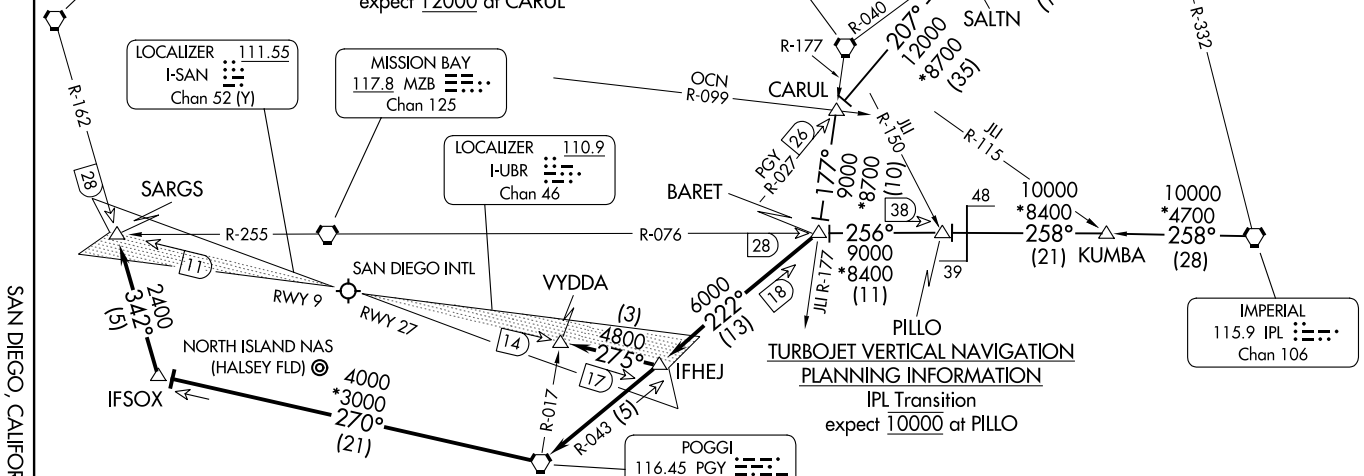 expect 12000 at CARUL
LOCALIZER 111.55
I-SAN
Chan 52 (Y)
MISSION BAY
117.8 MZB
Chan 125
LOCALIZER 110.9
I-UBR
Chan 46
R-162
28
SARGS
R-255
11
R-076
28
SAN DIEGO INTL
RWY 9
RWY 27
VYDDA
14
17
(3)
4800
275°
IFHEJ
2400
342°
(5)
NORTH ISLAND NAS
(HALSEY FLD)
IFSOX
4000
*3000
270°
(21)
R-017
R-043
(5)
POGGI
116.45 PGY
6000
222°
(13)
18
BARET
JLI R-177
PGY
R-027
26
OCN
R-099
CARUL
R-177
R-040
207°
12000
*8700
(35)
SALTN
R-332
JLI
R-150
JLI
R-115
177°
9000
*8700
(10)
38
256°
9000
*8400
(11)
48
39
10000
*8400
258°
(21)
KUMBA
10000
*4700
258°
(28)
IMPERIAL
115.9 IPL
Chan 106
PILLO
TURBOJET VERTICAL NAVIGATION
PLANNING INFORMATION
IPL Transition
expect 10000 at PILLO